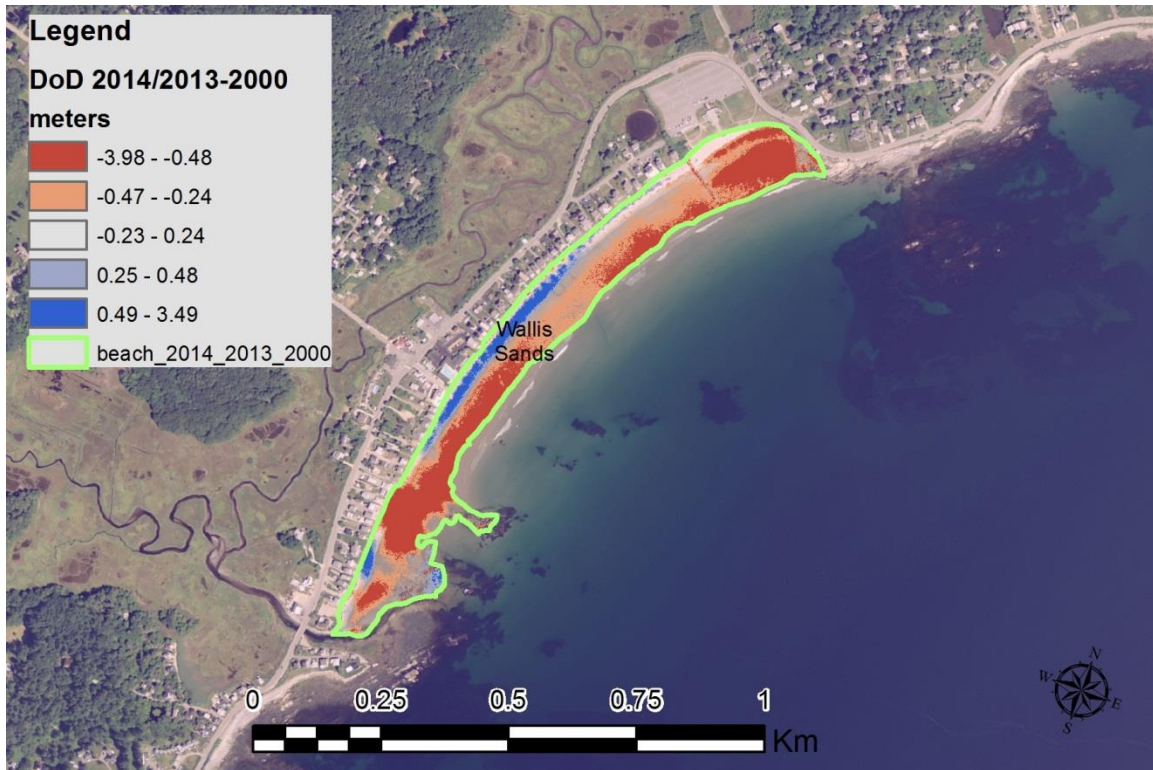 Legend
DoD 2014/2013-2000
meters
-3.98 - -0.48
-0.47 - -0.24
-0.23 - 0.24
0.25 - 0.48
0.49 - 3.49
beach_2014_2013_2000
Wallis
Sands
N
W
E
S
0 0.25 0.5 0.75 1
Km